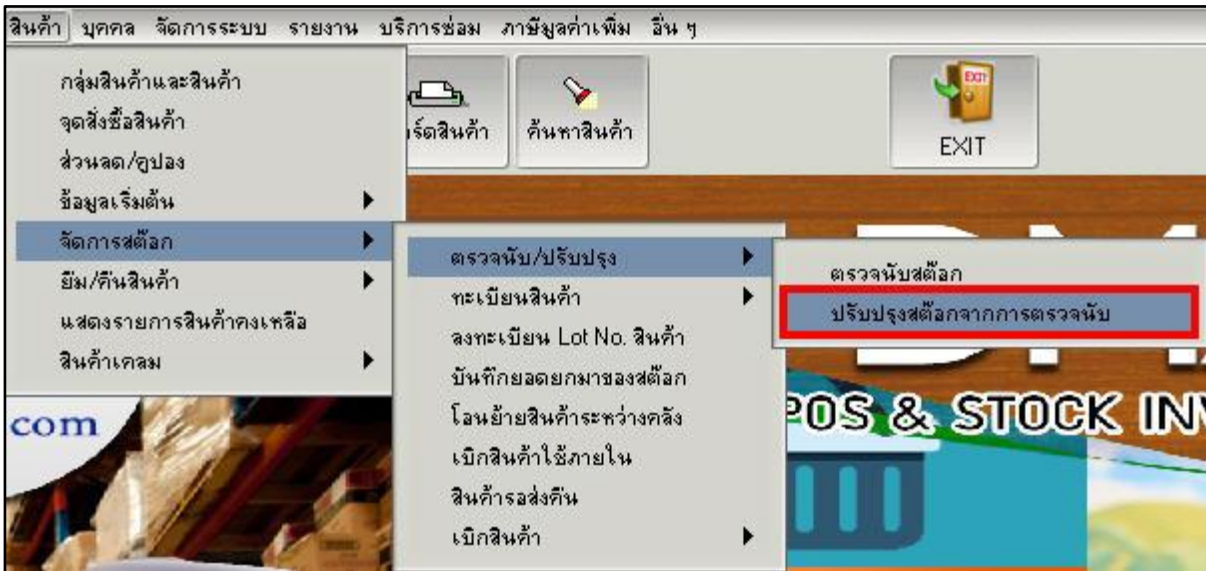 สินค้า บุคคล จัดการระบบ รายงาน บริการซ่อม ภาษีมูลค่าเพิ่ม อื่น ๆ
กลุ่มสินค้าและสินค้า
จุดสั่งซื้อสินค้า
ส่วนลด/คูปอง
ข้อมูลเริ่มต้น
จัดการสต๊อก
ยืม/คืนสินค้า
แสดงรายการสินค้าคงเหลือ
สินค้าเคลม
ค้นหาสินค้า
EXIT
EXIT
ตรวจนับ/ปรับปรุง
ทะเบียนสินค้า
ลงทะเบียน Lot No. สินค้า
บันทึกยอดยกมาของสต๊อก
โอนย้ายสินค้าระหว่างคลัง
เบิกสินค้าใช้ภายใน
สินค้ารอส่งคืน
เบิกสินค้า
ตรวจนับสต๊อก
ปรับปรุงสต๊อกจากการตรวจนับ
com
POS & STOCK INV